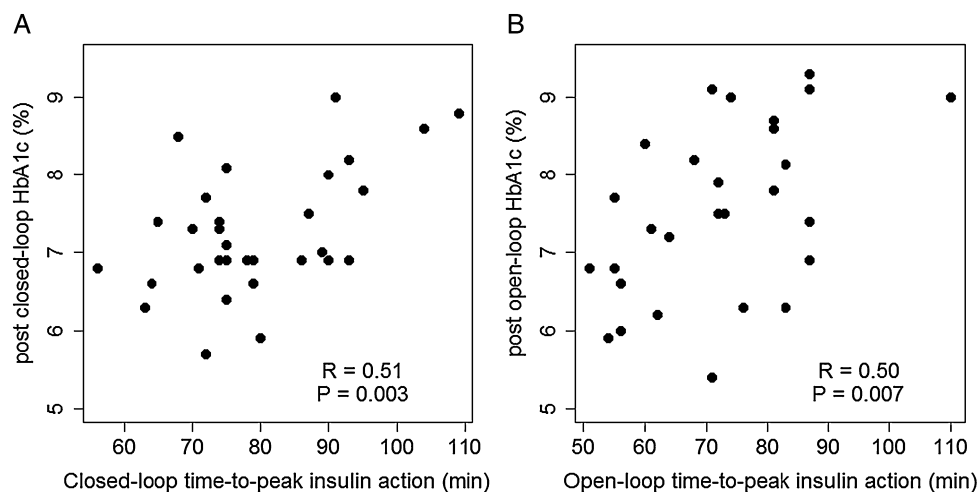 A
post closed-loop HbA1c (%)
9
8
7
6
5
R = 0.51
P = 0.003
60 70 80 90 100 110
Closed-loop time-to-peak insulin action (min)
B
post open-loop HbA1c (%)
9
8
7
6
5
R = 0.50
P = 0.007
50 60 70 80 90 100 110
Open-loop time-to-peak insulin action (min)